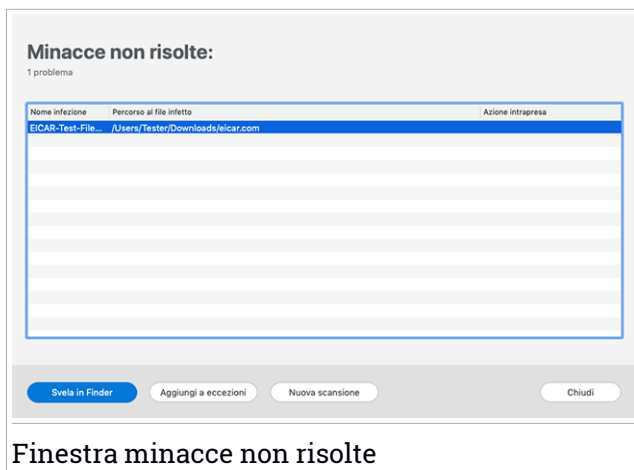 Minacce non risolte:
1 problema
Nome infezione Percorso al file infetto Azione intrapresa
EICAR-Test-File... /Users/Tester/Downloads/eicar.com
Svela in Finder Aggiungi a eccezioni Nuova scansione Chiudi
Finestra minacce non risolte